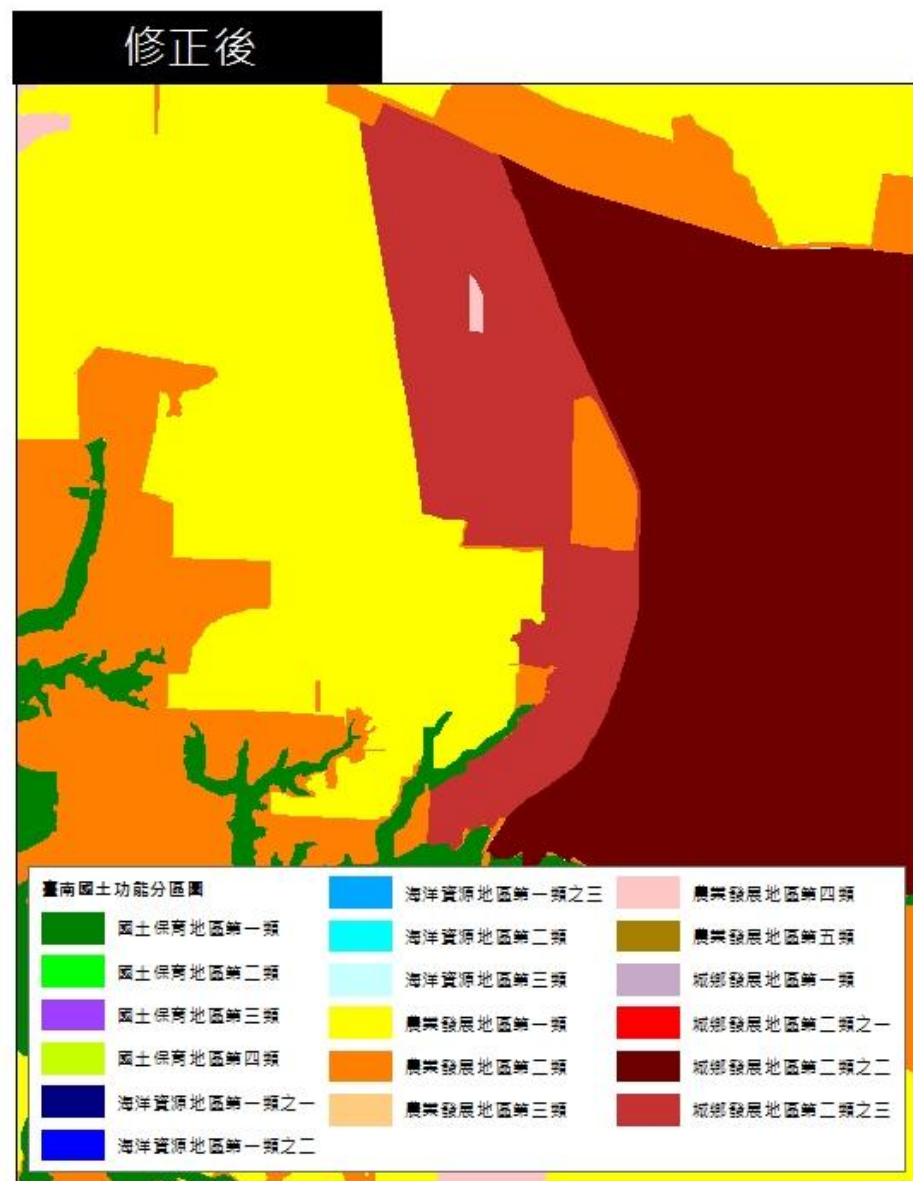 修正後
臺南國土功能分區圖
國土保育地區第一類
國土保育地區第二類
國土保育地區第三類
國土保育地區第四類
海洋資源地區第一類之一
海洋資源地區第一類之二
海洋資源地區第一類之三
海洋資源地區第二類
海洋資源地區第三類
農業發展地區第一類
農業發展地區第二類
農業發展地區第三類
農業發展地區第四類
農業發展地區第五類
城鄉發展地區第一類
城鄉發展地區第二類之一
城鄉發展地區第二類之二
城鄉發展地區第二類之三